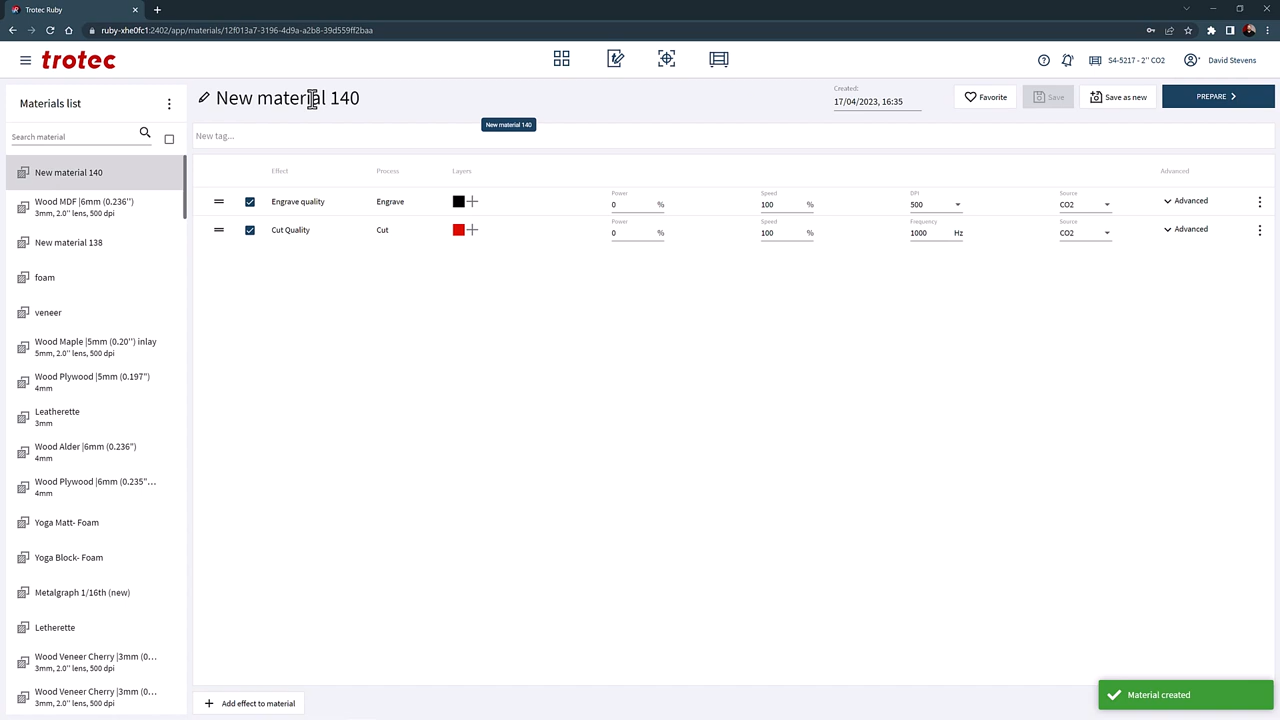 Trotec Ruby
ruby-xhe0fc1:2402/app/materials/12f013a7-3196-4d9a-a2b8-39d559ff2baa
trotec
S4-5217 - 2" CO2
David Stevens
Materials list
Search material
New material 140
Wood MDF |6mm (0.236'')
3mm, 2.0'' lens, 500 dpi
New material 138
foam
veneer
Wood Maple |5mm (0.20'') inlay
5mm, 2.0'' lens, 500 dpi
Wood Plywood |5mm (0.197")
4mm
Leatherette
3mm
Wood Alder |6mm (0.236")
4mm
Wood Plywood |6mm (0.235"...
4mm
Yoga Matt- Foam
Yoga Block- Foam
Metalgraph 1/16th (new)
Letherette
Wood Veneer Cherry |3mm (0...
3mm, 2.0'' lens, 500 dpi
Wood Veneer Cherry |3mm (0...
3mm, 2.0'' lens, 500 dpi
New material 140
Created:
17/04/2023, 16:35
Favorite
Save
Save as new
PREPARE
New material 140
New tag...
Effect Process Layers Advanced
Power Speed DPI Source
Engrave quality Engrave 0 % 100 % 500 CO2 Advanced
Power Speed Frequency Source
Cut Quality Cut 0 % 100 % 1000 Hz CO2 Advanced
Add effect to material
Material created